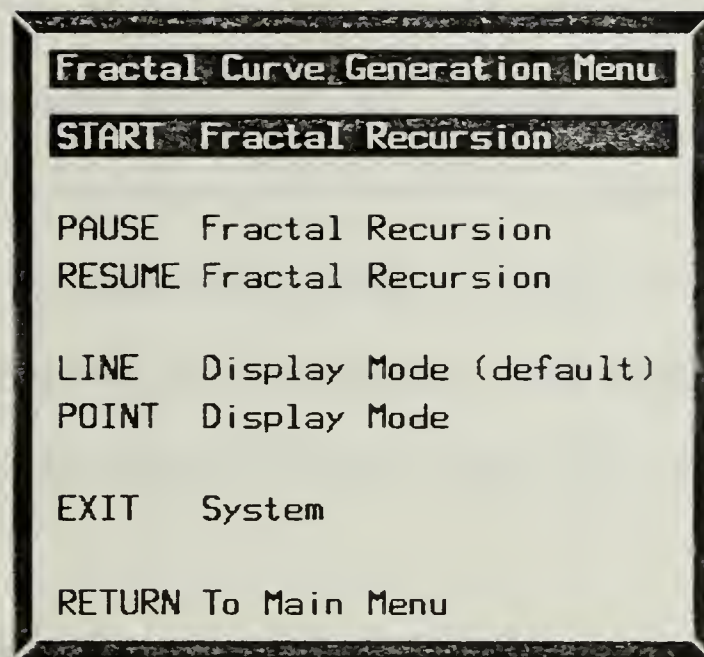 Fractal Curve Generation Menu
START Fractal Recursion
PAUSE Fractal Recursion
RESUME Fractal Recursion
LINE Display Mode (default)
POINT Display Mode
EXIT System
RETURN To Main Menu